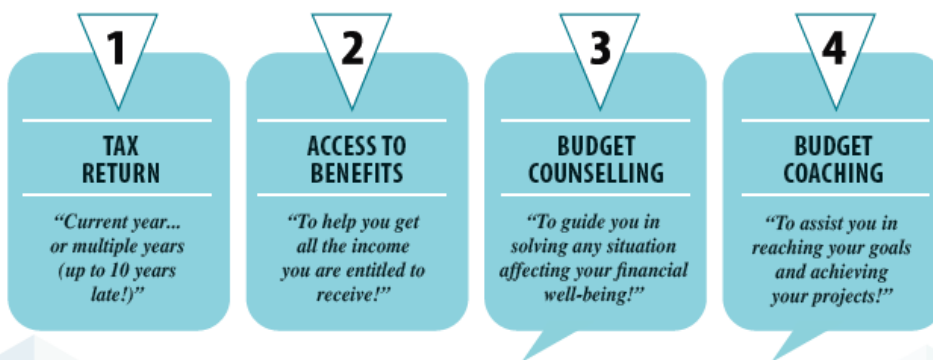 1
TAX
RETURN
“Current year...
or multiple years
(up to 10 years
late!)”
2
ACCESS TO
BENEFITS
“To help you get
all the income
you are entitled to
receive!”
3
BUDGET
COUNSELLING
“To guide you in
solving any situation
affecting your financial
well-being!”
4
BUDGET
COACHING
“To assist you in
reaching your goals
and achieving
your projects!”